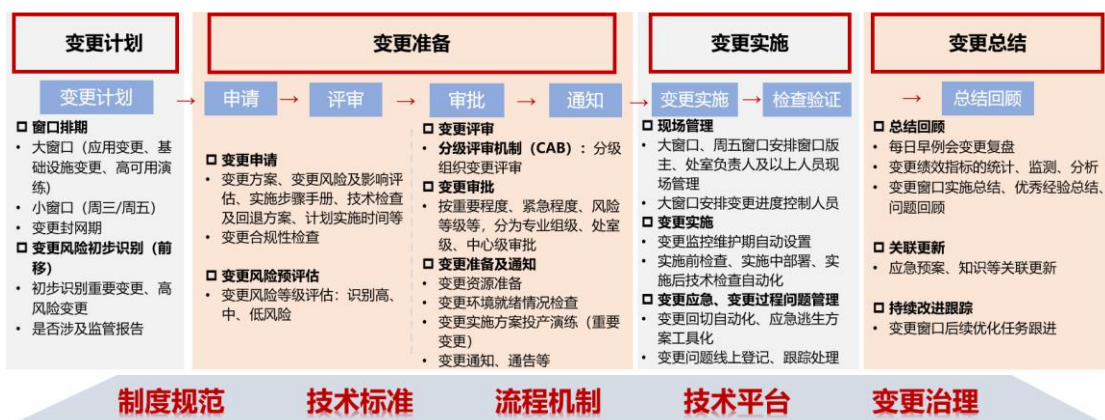 变更计划
变更准备
变更实施
变更总结
变更计划 → 申请 → 评审 → 审批 → 通知 → 变更实施 → 检查验证 → 总结回顾
窗口排期
• 大窗口（应用变更、基
础设施变更、高可用演
练）
• 小窗口（周三/周五）
• 变更封网期
变更风险初步识别（前
移）
• 初步识别重要变更、高
风险变更
• 是否涉及监管报告
变更申请
• 变更方案、变更风险及影响评
估、实施步骤手册、技术检查
及回退方案、计划实施时间等
• 变更合规性检查
变更风险预评估
• 变更风险等级评估：识别高、
中、低风险
变更评审
• 分级评审机制（CAB）：分级
组织变更评审
变更审批
• 按重要程度、紧急程度、风险
等级等，分为专业组级、处室
级、中心级审批
变更准备及通知
• 变更资源准备
• 变更环境就绪情况检查
• 变更实施方案投产演练（重要
变更）
• 变更通知、通告等
现场管理
• 大窗口、周五窗口安排窗口版
主、处室负责人及以上人员现
场管理
• 大窗口安排变更进度控制人员
变更实施
• 变更监控维护期自动设置
• 实施前检查、实施中部署、实
施后技术检查自动化
变更应急、变更过程问题管理
• 变更回切自动化、应急逃生方
案工具化
• 变更问题线上登记、跟踪处理
总结回顾
• 每日早例会变更复盘
• 变更绩效指标的统计、监测、分析
• 变更窗口实施总结、优秀经验总结、
问题回顾
关联更新
• 应急预案、知识等关联更新
持续改进跟踪
• 变更窗口后续优化任务跟进
制度规范
技术标准
流程机制
技术平台
变更治理